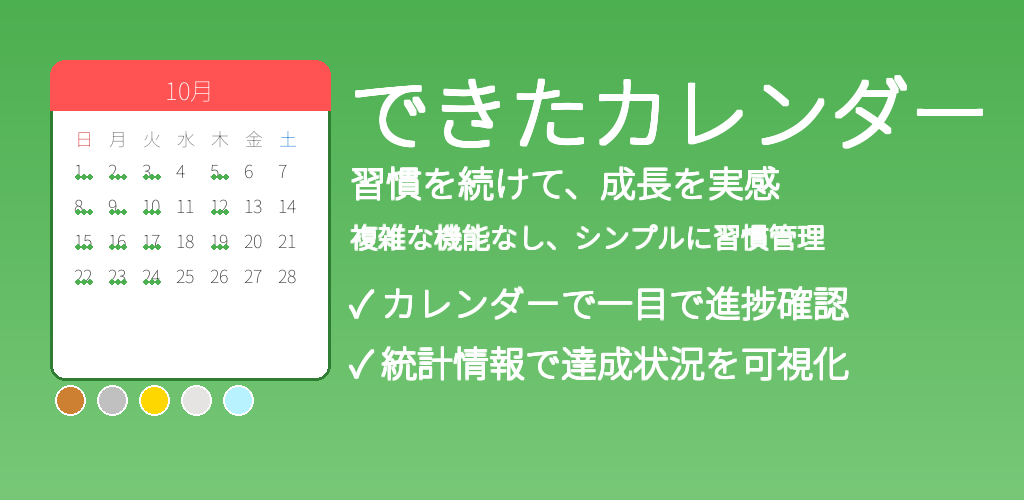 10月
日 月 火 水 木 金 土
1 2 3 4 5 6 7
8 9 10 11 12 13 14
15 16 17 18 19 20 21
22 23 24 25 26 27 28
できたカレンダー
習慣を続けて、成長を実感
複雑な機能なし、シンプルに習慣管理
✓ カレンダーで一目で進捗確認
✓ 統計情報で達成状況を可視化